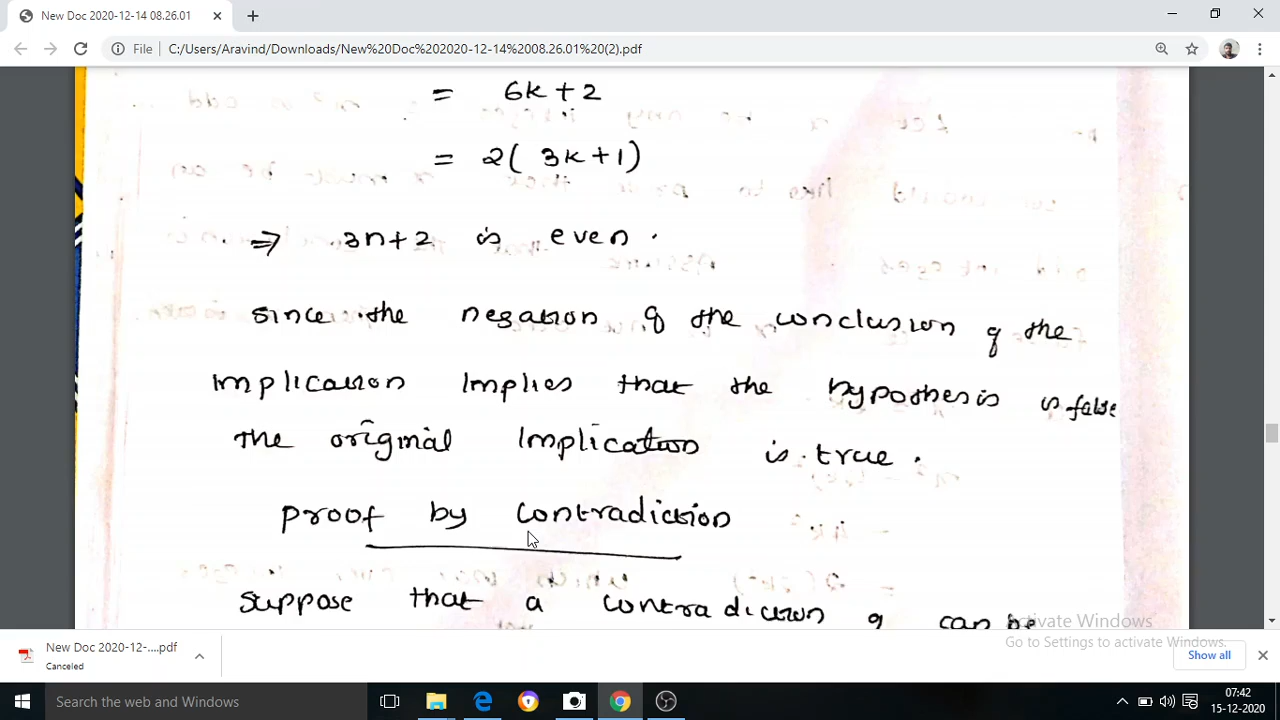 New Doc 2020-12-14 08.26.01
File C:/Users/Aravind/Downloads/New%20Doc%202020-12-14%2008.26.01%20(2).pdf
= 6k+2
= 2( 3k+1)
⇒ 3n+2 is even.
since the negation of the conclusion of the
implication implies that the hypothesis is false
the original implication is true.
proof by contradiction
suppose that a contradiction q can be
Activate Windows
Go to Settings to activate Windows.
New Doc 2020-12-....pdf
Canceled
Show all
Search the web and Windows
07:42
15-12-2020